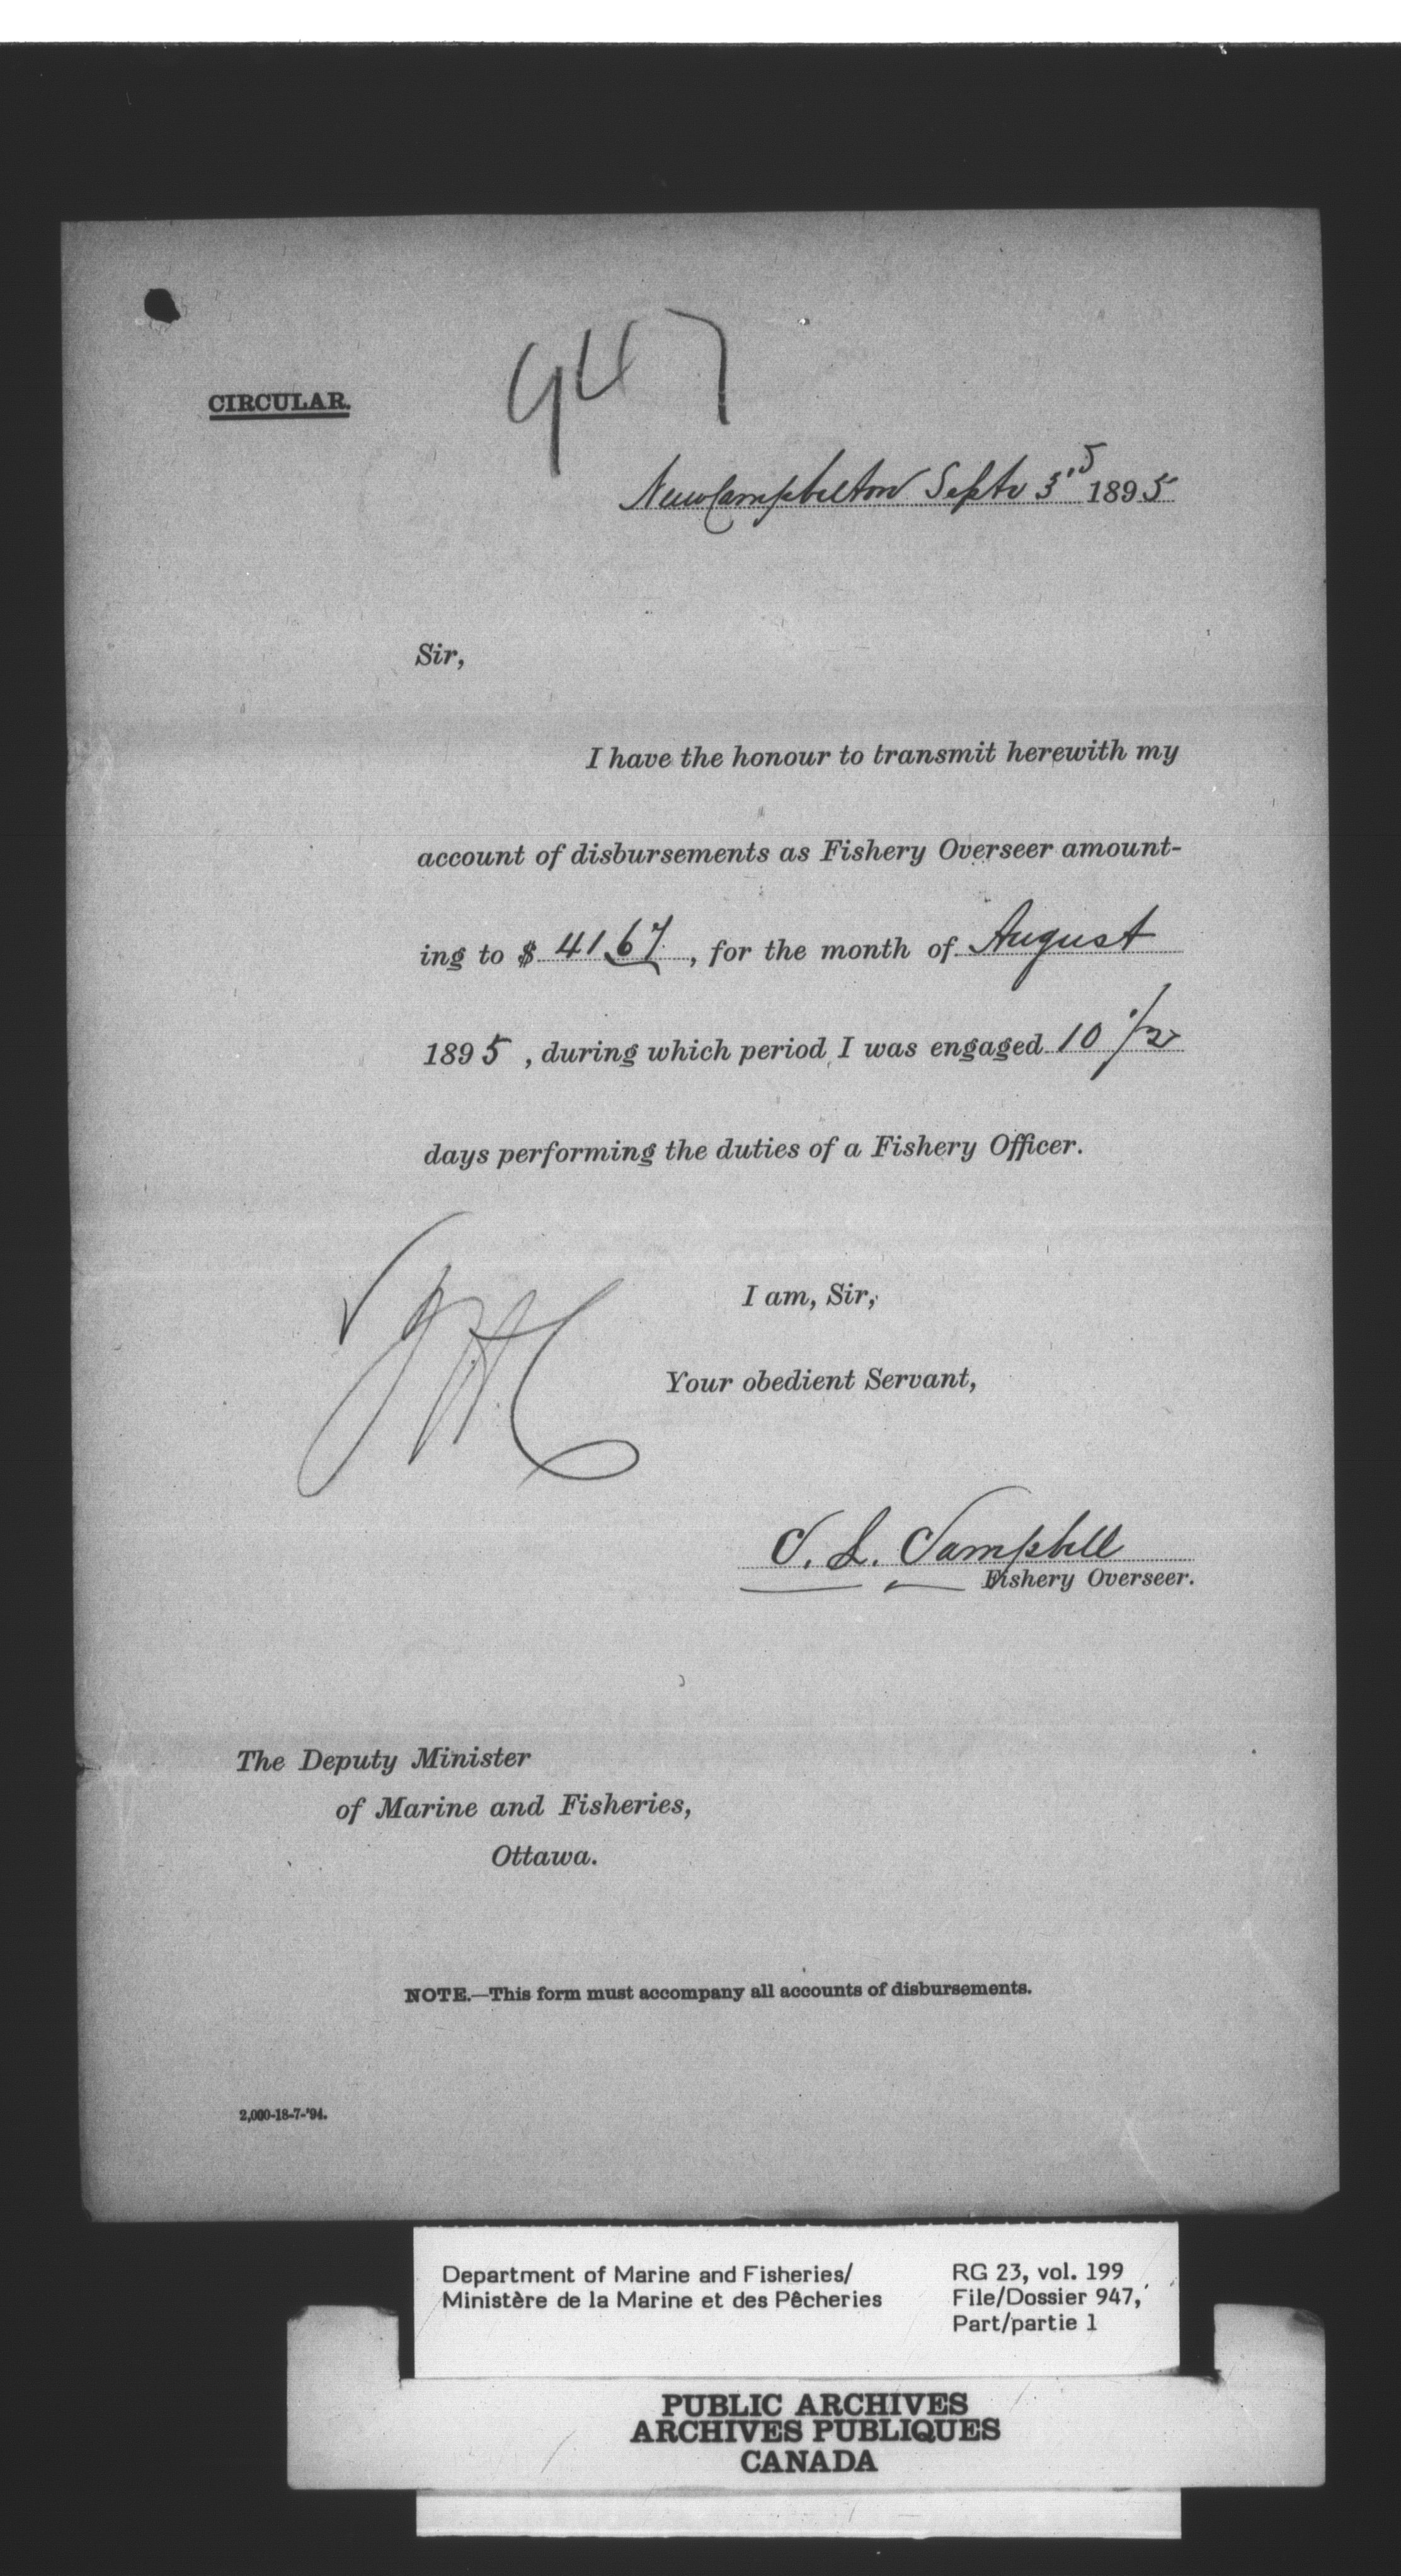 947
CIRCULAR.
New Campbelton Septr 3rd 1895
Sir,
I have the honour to transmit herewith my
account of disbursements as Fishery Overseer amount-
ing to $ 41.67, for the month of August
1895, during which period I was engaged 10 1/2
days performing the duties of a Fishery Officer.
I am, Sir,
Your obedient Servant,
Campbell
Fishery Overseer.
The Deputy Minister
of Marine and Fisheries,
Ottawa.
NOTE.—This form must accompany all accounts of disbursements.
2,000-18-7-'94.
Department of Marine and Fisheries/
Ministère de la Marine et des Pêcheries
RG 23, vol. 199
File/Dossier 947,
Part/partie 1
PUBLIC ARCHIVES
ARCHIVES PUBLIQUES
CANADA